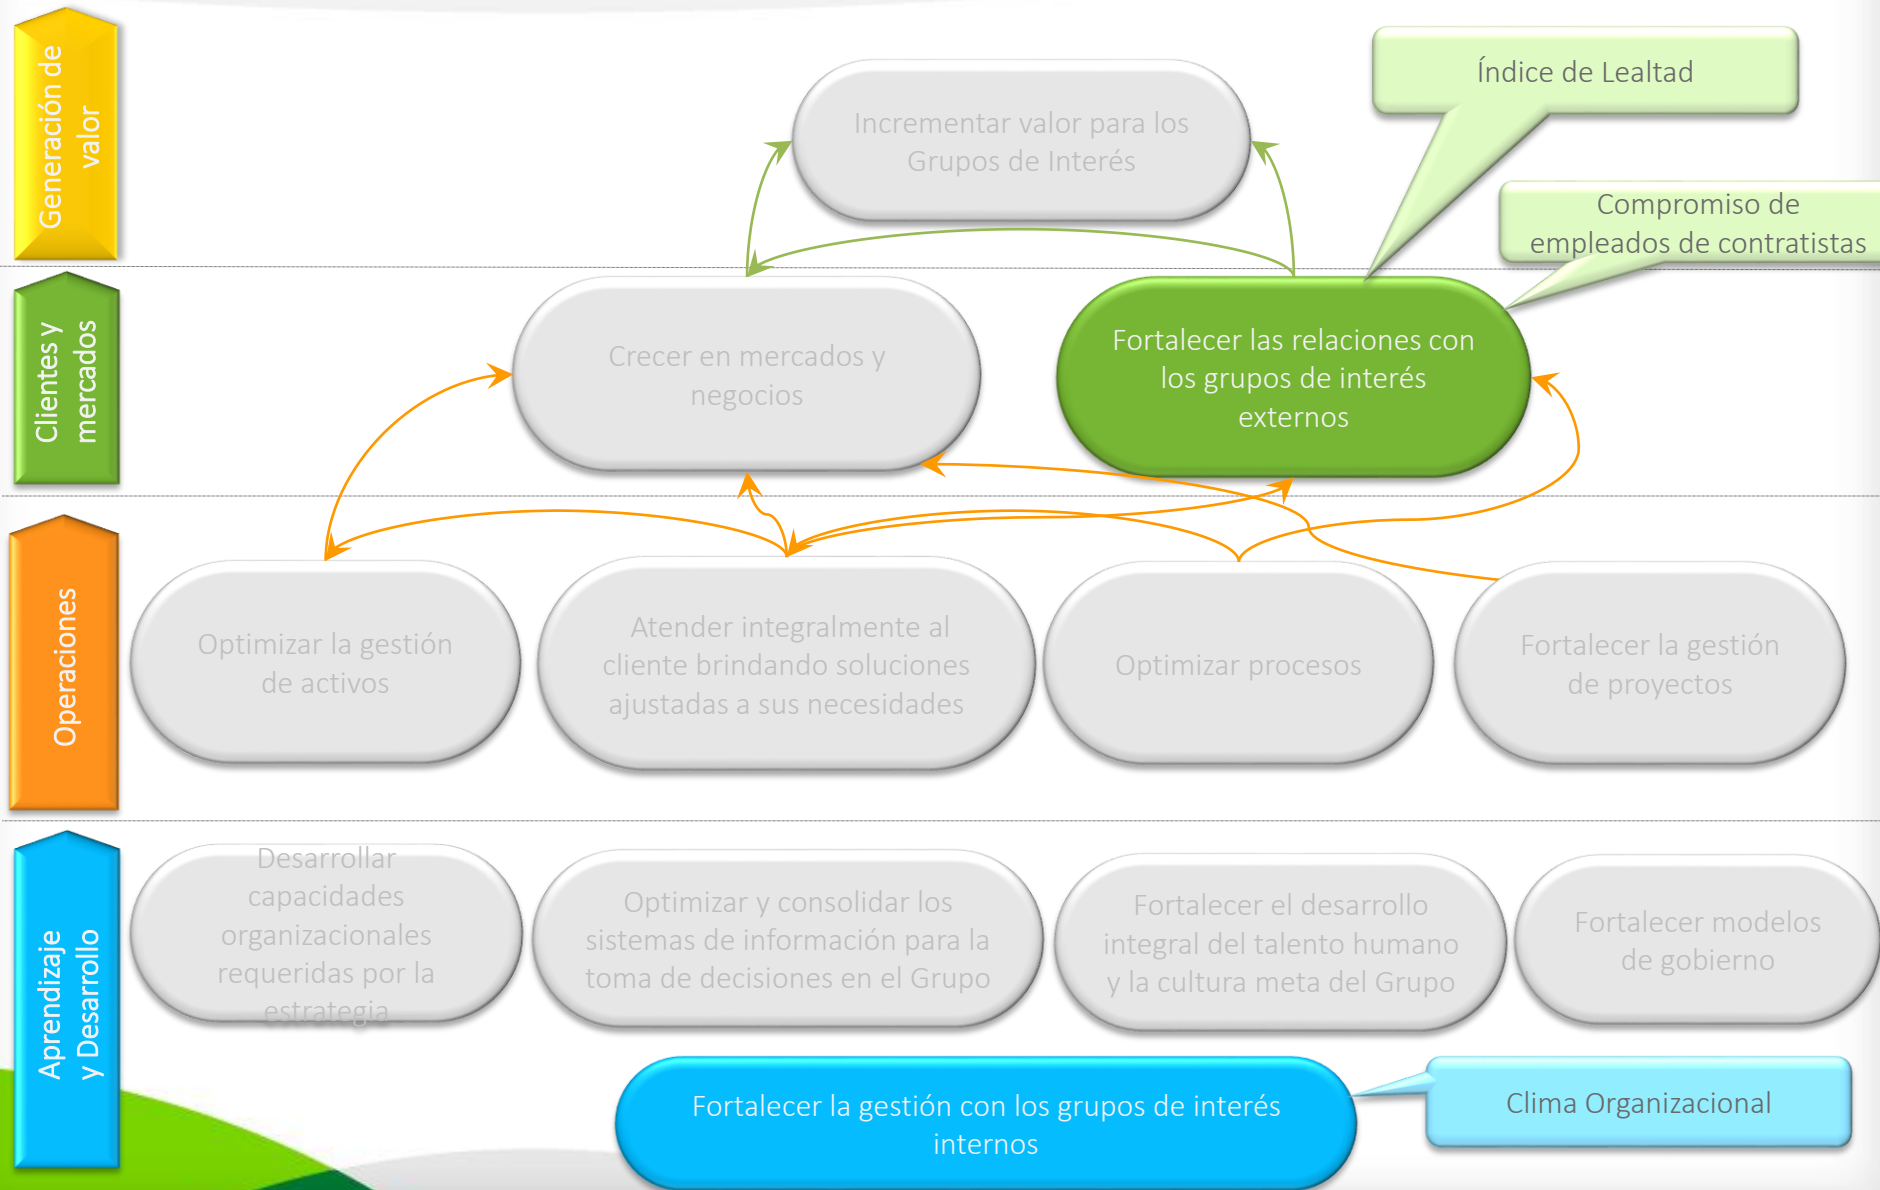 Generación de
valor
Índice de Lealtad
Incrementar valor para los
Grupos de Interés
Compromiso de
empleados de contratistas
Clientes y
mercados
Crecer en mercados y
negocios
Fortalecer las relaciones con
los grupos de interés
externos
Operaciones
Optimizar la gestión
de activos
Atender integralmente al
cliente brindando soluciones
ajustadas a sus necesidades
Optimizar procesos
Fortalecer la gestión
de proyectos
Aprendizaje
y Desarrollo
Desarrollar
capacidades
organizacionales
requeridas por la
estrategia
Optimizar y consolidar los
sistemas de información para la
toma de decisiones en el Grupo
Fortalecer el desarrollo
integral del talento humano
y la cultura meta del Grupo
Fortalecer modelos
de gobierno
Fortalecer la gestión con los grupos de interés
internos
Clima Organizacional